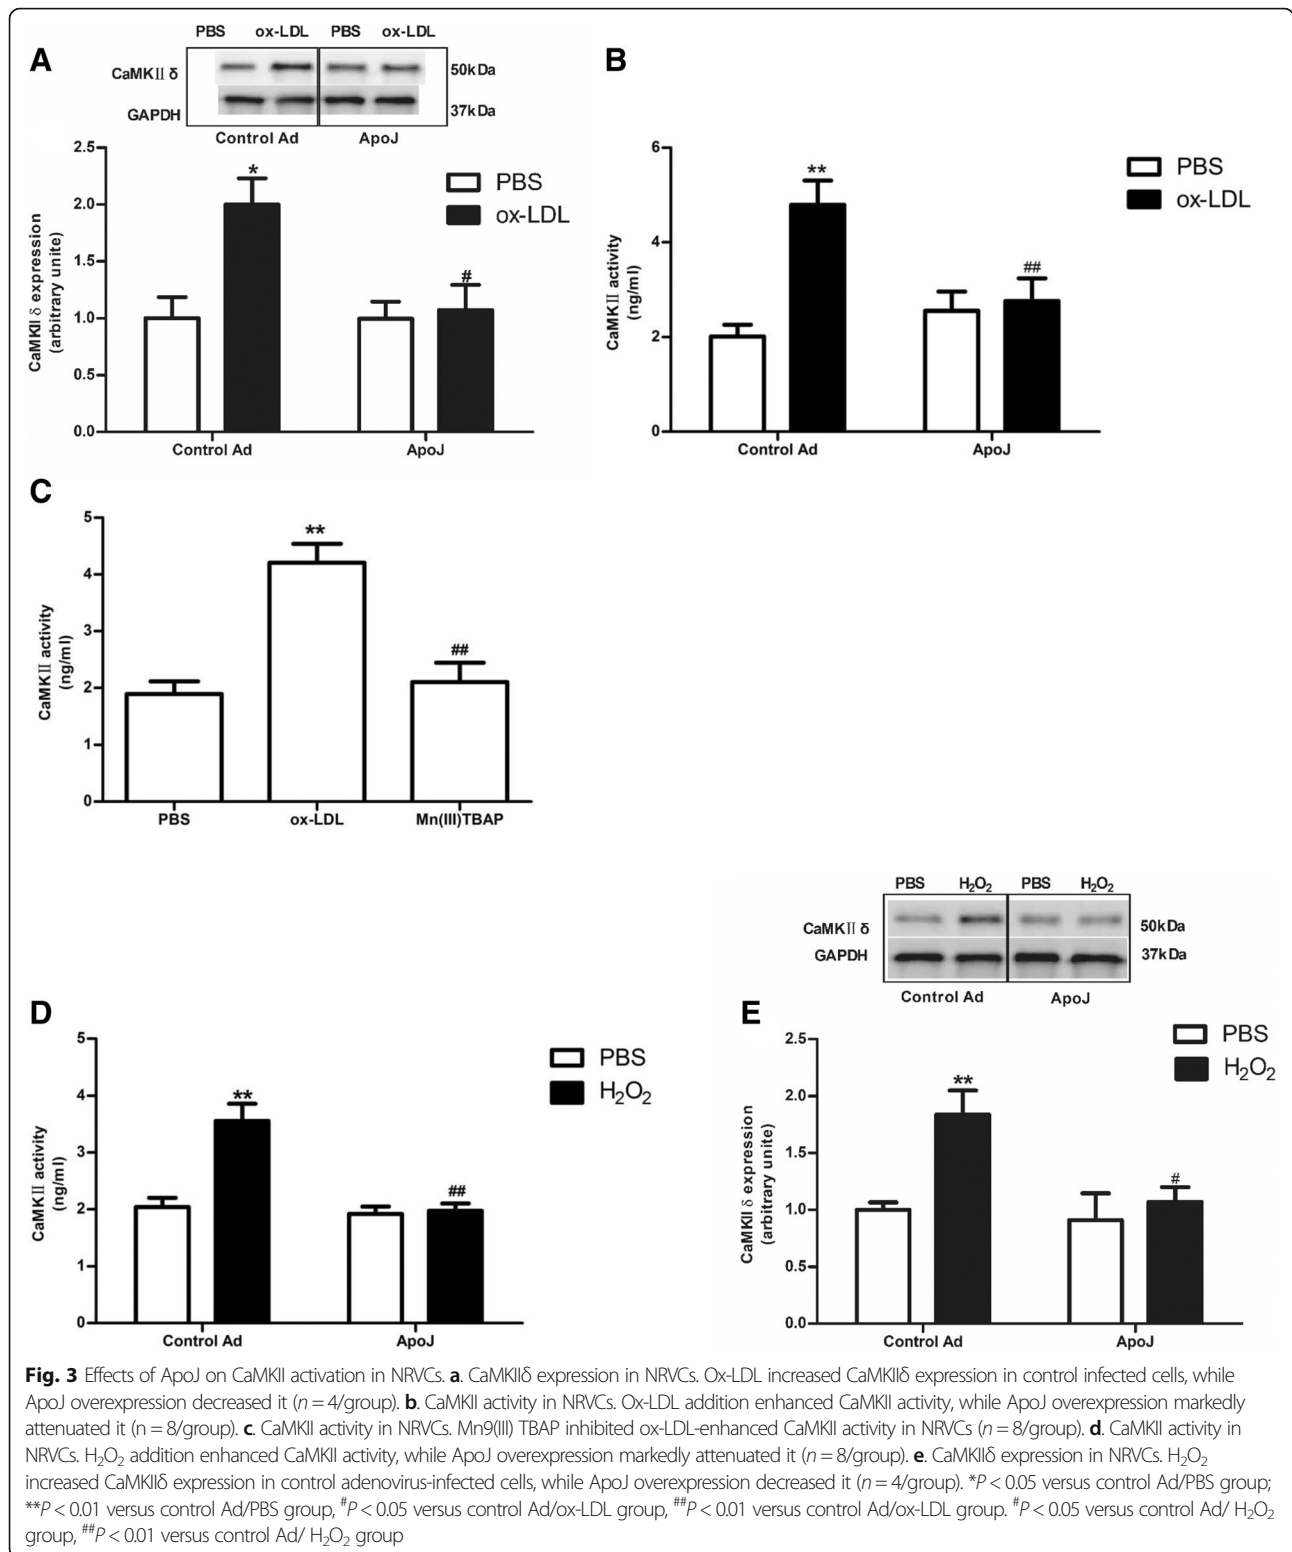 A
PBS ox-LDL PBS ox-LDL
CaMKII δ 50kDa
GAPDH 37kDa
Control Ad ApoJ
CaMKII δ expression
(arbitrary unite)
2.5
2.0
1.5
1.0
0.5
0.0
*
#
PBS
ox-LDL
Control Ad ApoJ
B
CaMKII activity
(ng/ml)
6
4
2
0
**
##
PBS
ox-LDL
Control Ad ApoJ
C
CaMKII activity
(ng/ml)
5
4
3
2
1
0
**
##
PBS ox-LDL Mn(III)TBAP
D
CaMKII activity
(ng/ml)
5
4
3
2
1
0
**
##
PBS
H₂O₂
Control Ad ApoJ
PBS H₂O₂ PBS H₂O₂
CaMKII δ 50kDa
GAPDH 37kDa
Control Ad ApoJ
E
CaMKII δ expression
(arbitrary unite)
2.5
2.0
1.5
1.0
0.5
0.0
**
#
PBS
H₂O₂
Control Ad ApoJ
Fig. 3 Effects of ApoJ on CaMKII activation in NRVCs. a. CaMKIIδ expression in NRVCs. Ox-LDL increased CaMKIIδ expression in control infected cells, while
ApoJ overexpression decreased it (n = 4/group). b. CaMKII activity in NRVCs. Ox-LDL addition enhanced CaMKII activity, while ApoJ overexpression markedly
attenuated it (n = 8/group). c. CaMKII activity in NRVCs. Mn9(III) TBAP inhibited ox-LDL-enhanced CaMKII activity in NRVCs (n = 8/group). d. CaMKII activity in
NRVCs. H₂O₂ addition enhanced CaMKII activity, while ApoJ overexpression markedly attenuated it (n = 8/group). e. CaMKIIδ expression in NRVCs. H₂O₂
increased CaMKIIδ expression in control adenovirus-infected cells, while ApoJ overexpression decreased it (n = 4/group). *P < 0.05 versus control Ad/PBS group;
**P < 0.01 versus control Ad/PBS group, #P < 0.05 versus control Ad/ox-LDL group, ##P < 0.01 versus control Ad/ox-LDL group. #P < 0.05 versus control Ad/ H₂O₂
group, ##P < 0.01 versus control Ad/ H₂O₂ group